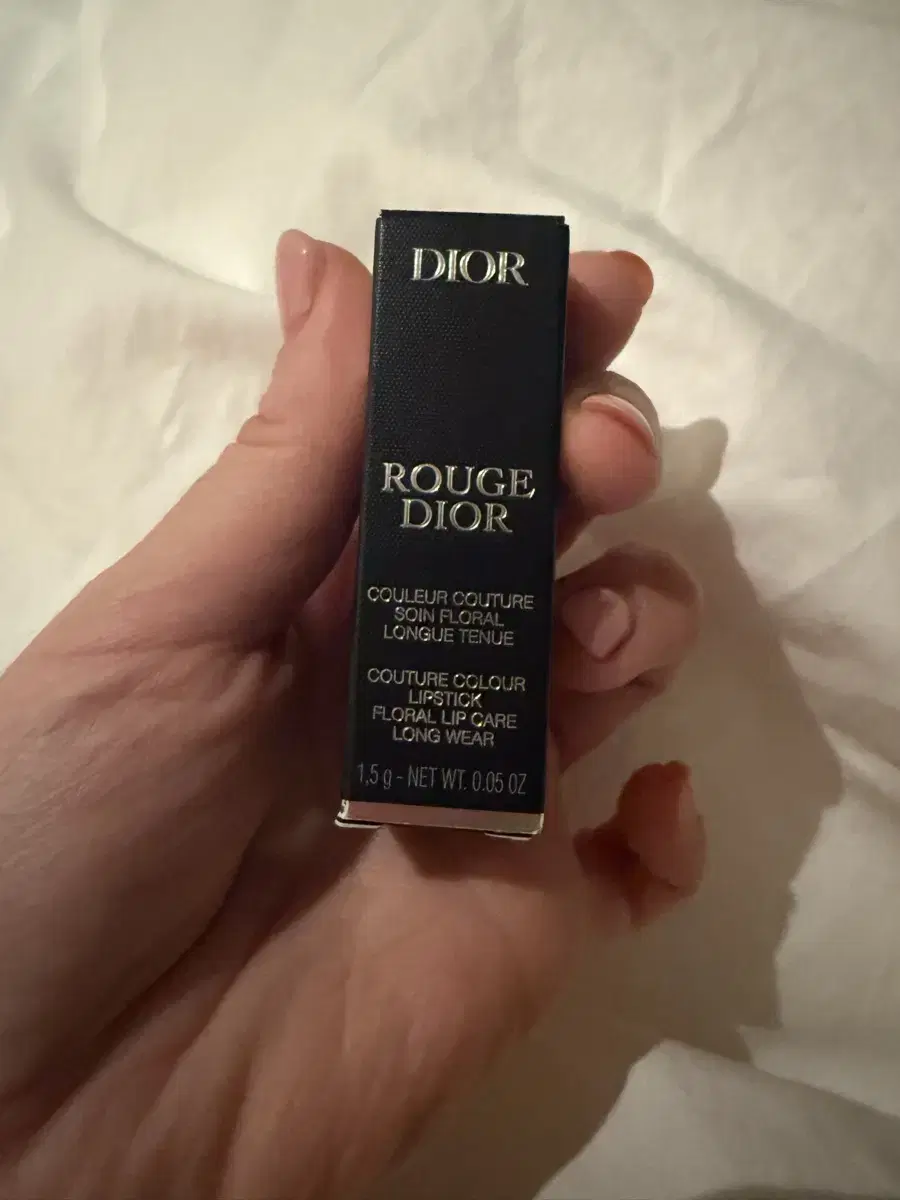 DIOR
ROUGE
DIOR
COULEUR COUTURE
SOIN FLORAL
LONGUE TENUE
COUTURE COLOUR
LIPSTICK
FLORAL LIP CARE
LONG WEAR
1,5 g - NET WT. 0.05 OZ